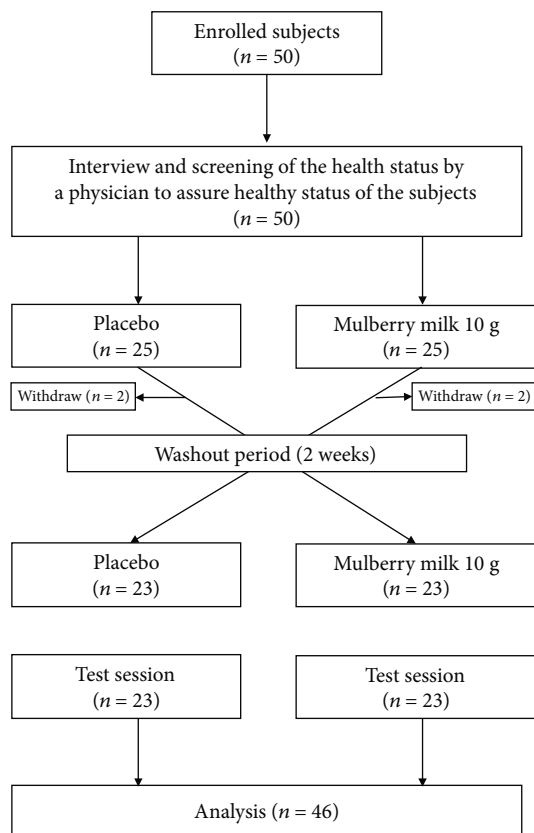 Enrolled subjects
(n = 50)
Interview and screening of the health status by
a physician to assure healthy status of the subjects
(n = 50)
Placebo
(n = 25)
Mulberry milk 10 g
(n = 25)
Withdraw (n = 2)
Withdraw (n = 2)
Washout period (2 weeks)
Placebo
(n = 23)
Mulberry milk 10 g
(n = 23)
Test session
(n = 23)
Test session
(n = 23)
Analysis (n = 46)